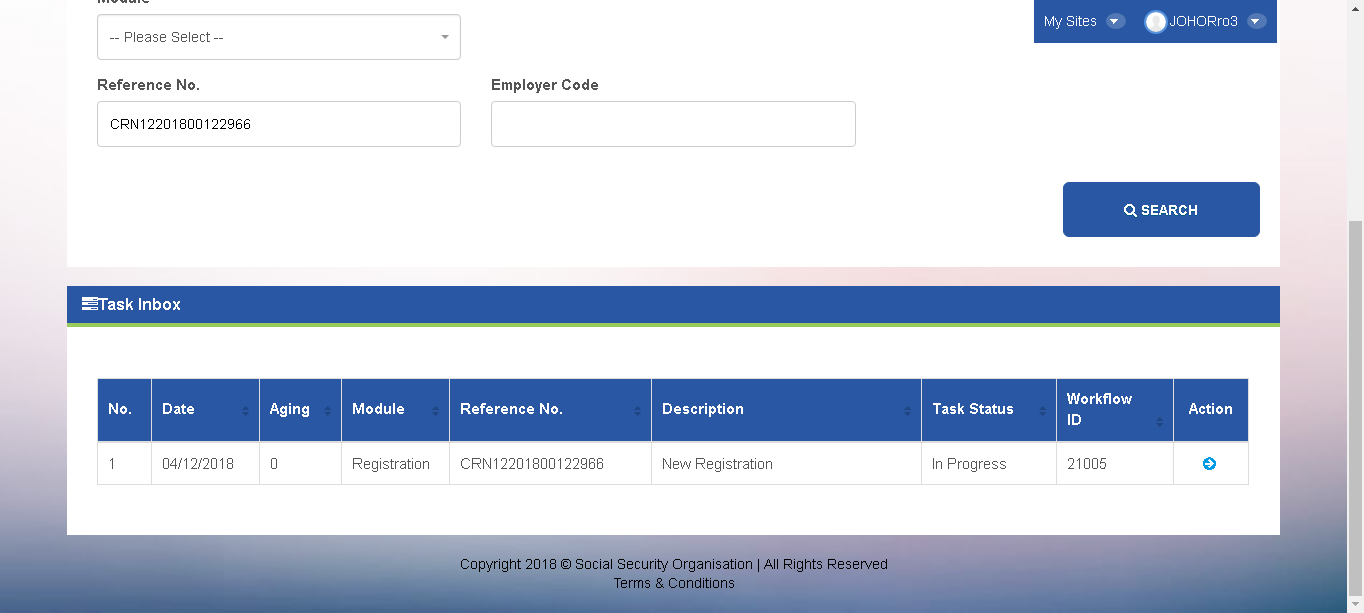 Module
My Sites JOHORro3
-- Please Select --
Reference No. Employer Code
CRN12201800122966
SEARCH
Task Inbox
No. Date Aging Module Reference No. Description Task Status Workflow ID Action
1 04/12/2018 0 Registration CRN12201800122966 New Registration In Progress 21005
Copyright 2018 © Social Security Organisation | All Rights Reserved
Terms & Conditions